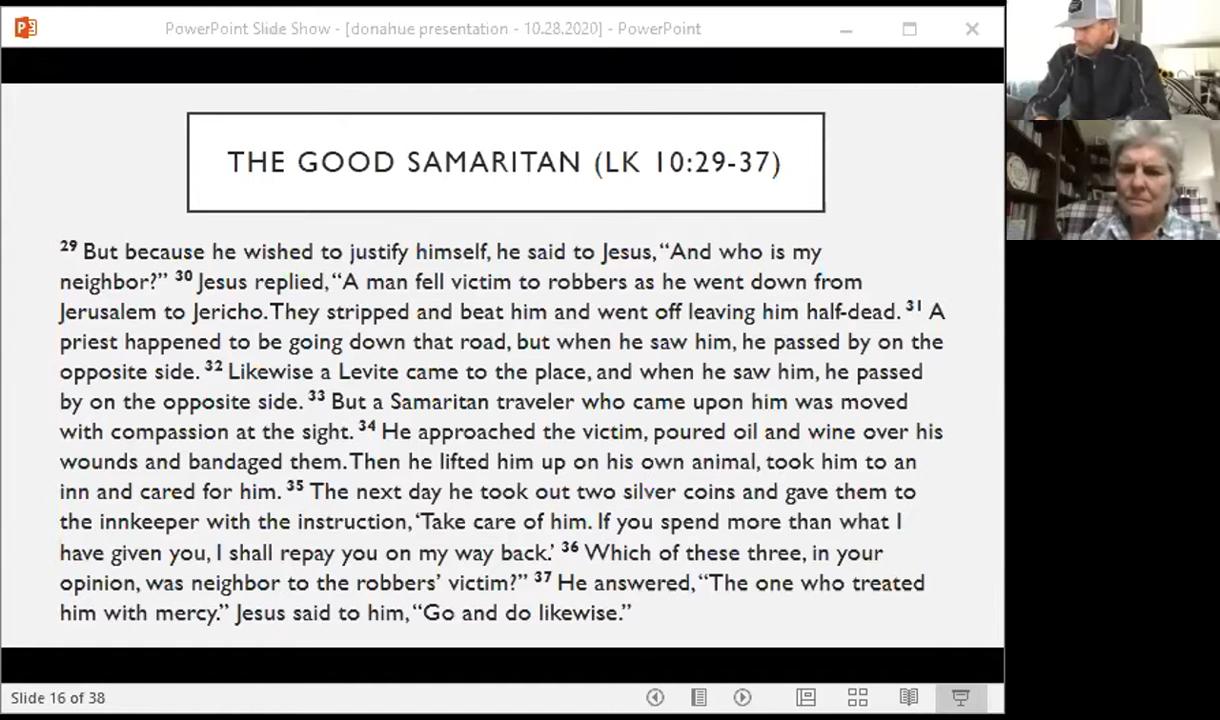 PowerPoint Slide Show - [donahue presentation - 10.28.2020] - PowerPoint
THE GOOD SAMARITAN (LK 10:29-37)
29 But because he wished to justify himself, he said to Jesus, “And who is my
neighbor?” 30 Jesus replied, “A man fell victim to robbers as he went down from
Jerusalem to Jericho. They stripped and beat him and went off leaving him half-dead. 31 A
priest happened to be going down that road, but when he saw him, he passed by on the
opposite side. 32 Likewise a Levite came to the place, and when he saw him, he passed
by on the opposite side. 33 But a Samaritan traveler who came upon him was moved
with compassion at the sight. 34 He approached the victim, poured oil and wine over his
wounds and bandaged them. Then he lifted him up on his own animal, took him to an
inn and cared for him. 35 The next day he took out two silver coins and gave them to
the innkeeper with the instruction, ‘Take care of him. If you spend more than what I
have given you, I shall repay you on my way back.’ 36 Which of these three, in your
opinion, was neighbor to the robbers’ victim?” 37 He answered, “The one who treated
him with mercy.” Jesus said to him, “Go and do likewise.”
Slide 16 of 38